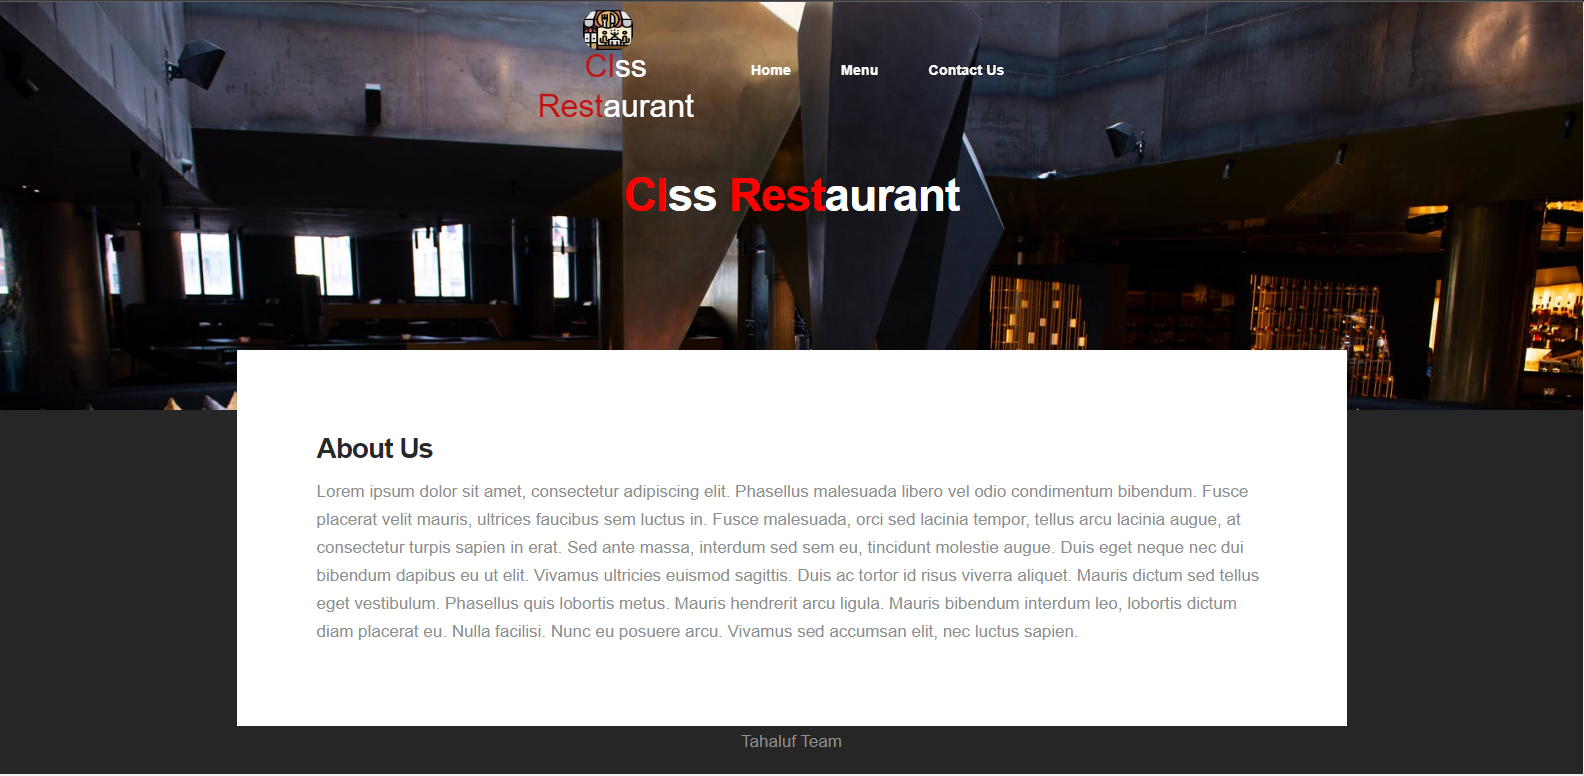 Clss
Restaurant
Home Menu Contact Us
Clss Restaurant
About Us
Lorem ipsum dolor sit amet, consectetur adipiscing elit. Phasellus malesuada libero vel odio condimentum bibendum. Fusce
placerat velit mauris, ultrices faucibus sem luctus in. Fusce malesuada, orci sed lacinia tempor, tellus arcu lacinia augue, at
consectetur turpis sapien in erat. Sed ante massa, interdum sed sem eu, tincidunt molestie augue. Duis eget neque nec dui
bibendum dapibus eu ut elit. Vivamus ultricies euismod sagittis. Duis ac tortor id risus viverra aliquet. Mauris dictum sed tellus
eget vestibulum. Phasellus quis lobortis metus. Mauris hendrerit arcu ligula. Mauris bibendum interdum leo, lobortis dictum
diam placerat eu. Nulla facilisi. Nunc eu posuere arcu. Vivamus sed accumsan elit, nec luctus sapien.
Tahaluf Team